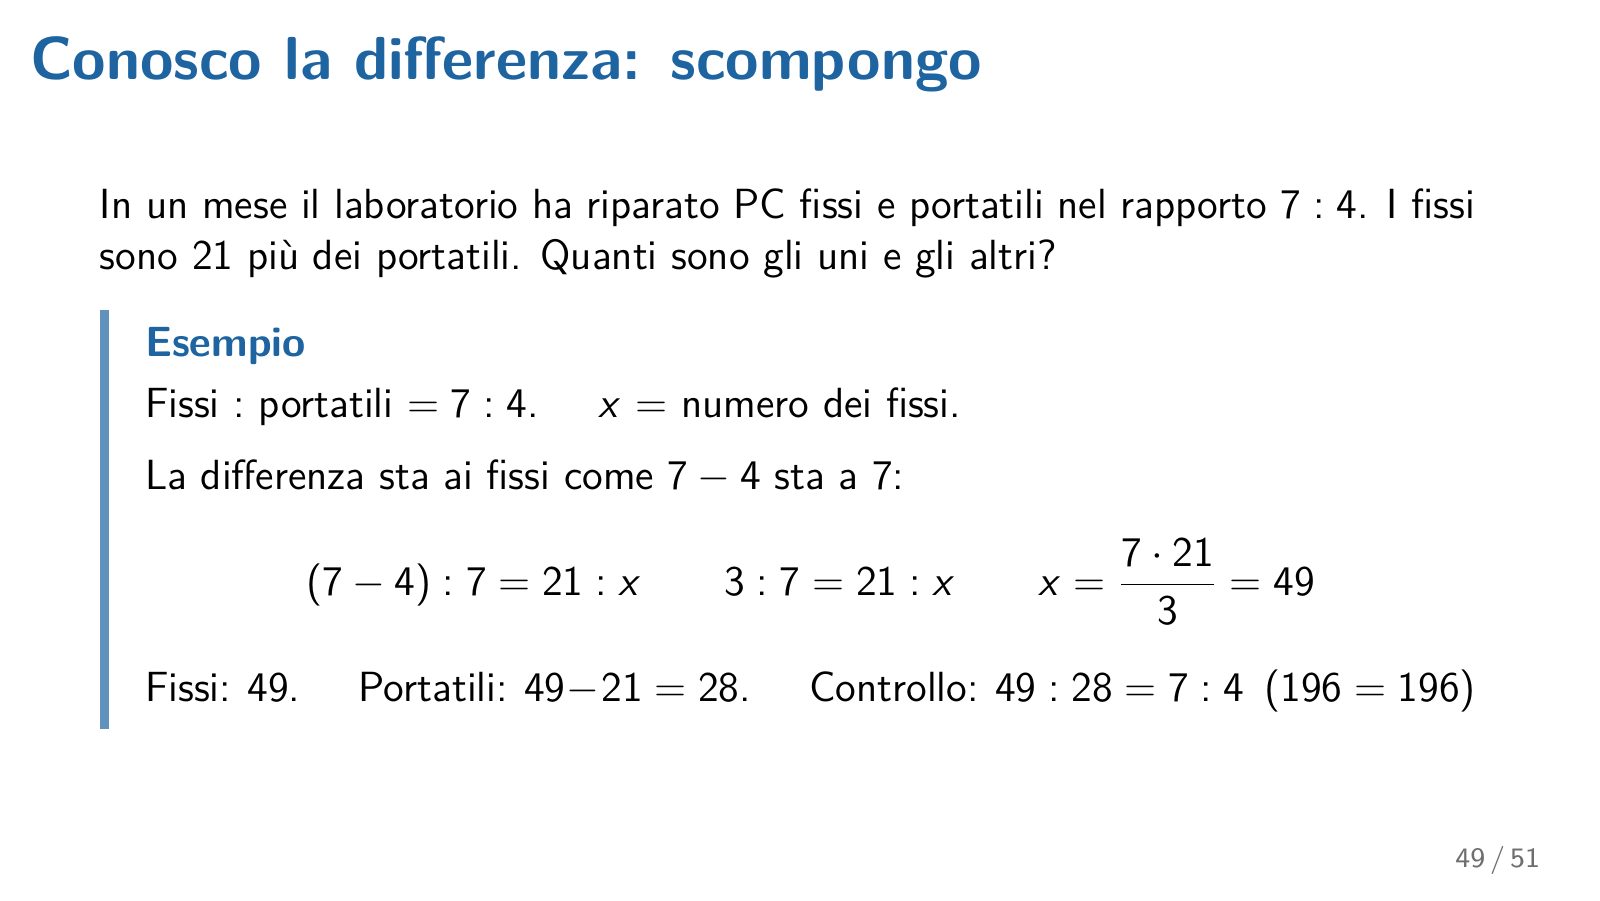 Conosco la differenza: scompongo
In un mese il laboratorio ha riparato PC fissi e portatili nel rapporto 7 : 4. I fissi
sono 21 più dei portatili. Quanti sono gli uni e gli altri?
Esempio
Fissi : portatili = 7 : 4. x = numero dei fissi.
La differenza sta ai fissi come 7 − 4 sta a 7:
(7 − 4) : 7 = 21 : x 3 : 7 = 21 : x x = \frac{7 · 21}{3} = 49
Fissi: 49. Portatili: 49−21 = 28. Controllo: 49 : 28 = 7 : 4 (196 = 196)
49 / 51